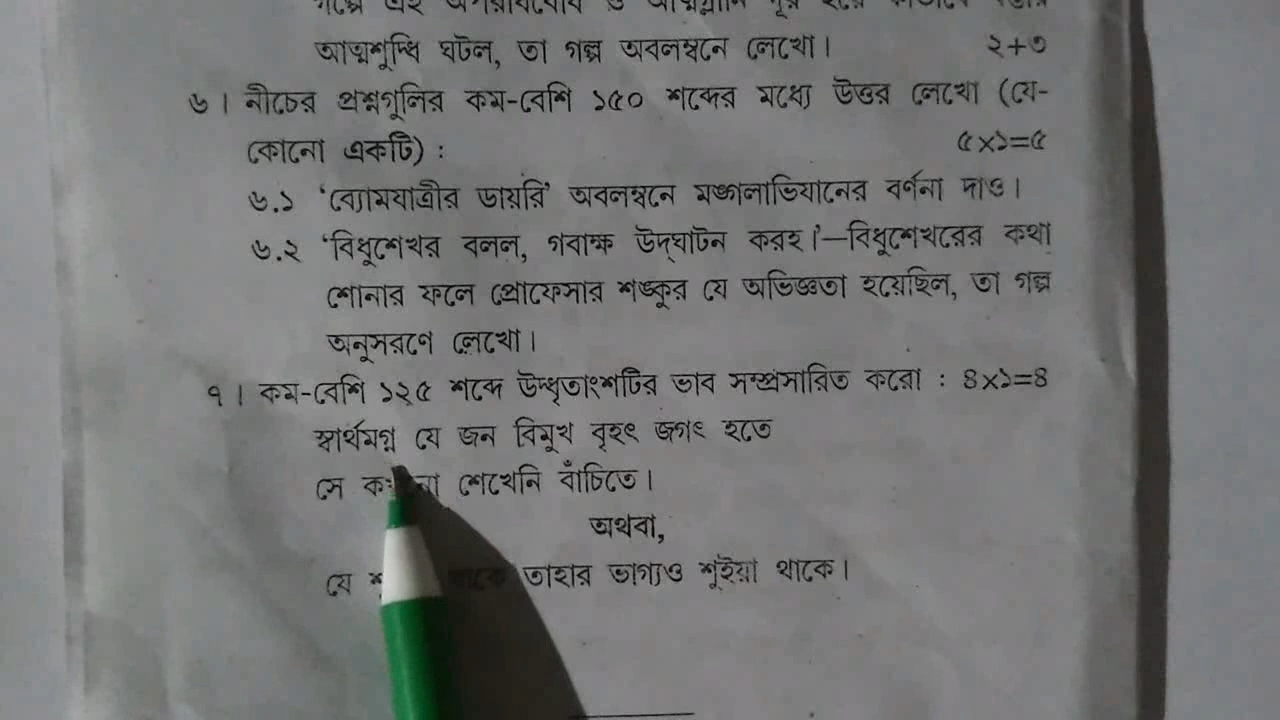 আত্মশুদ্ধি ঘটল, তা গল্প অবলম্বনে লেখো। ২+৩
৬। নীচের প্রশ্নগুলির কম-বেশি ১৫০ শব্দের মধ্যে উত্তর লেখো (যে-
কোনো একটি) : ৫×১=৫
৬.১ ‘ব্যোমযাত্রীর ডায়রি’ অবলম্বনে মঙ্গলাভিযানের বর্ণনা দাও।
৬.২ ‘বিধুশেখর বলল, গবাক্ষ উদ্ঘাটন করহ।’—বিধুশেখরের কথা
শোনার ফলে প্রোফেসার শঙ্কুর যে অভিজ্ঞতা হয়েছিল, তা গল্প
অনুসরণে লেখো।
৭। কম-বেশি ১২৫ শব্দে উদ্ধৃতাংশটির ভাব সম্প্রসারিত করো : ৪×১=৪
স্বার্থমগ্ন যে জন বিমুখ বৃহৎ জগৎ হতে
সে শেখেনি বাঁচিতে।
অথবা,
যে তাহার ভাগ্যও শুইয়া থাকে।